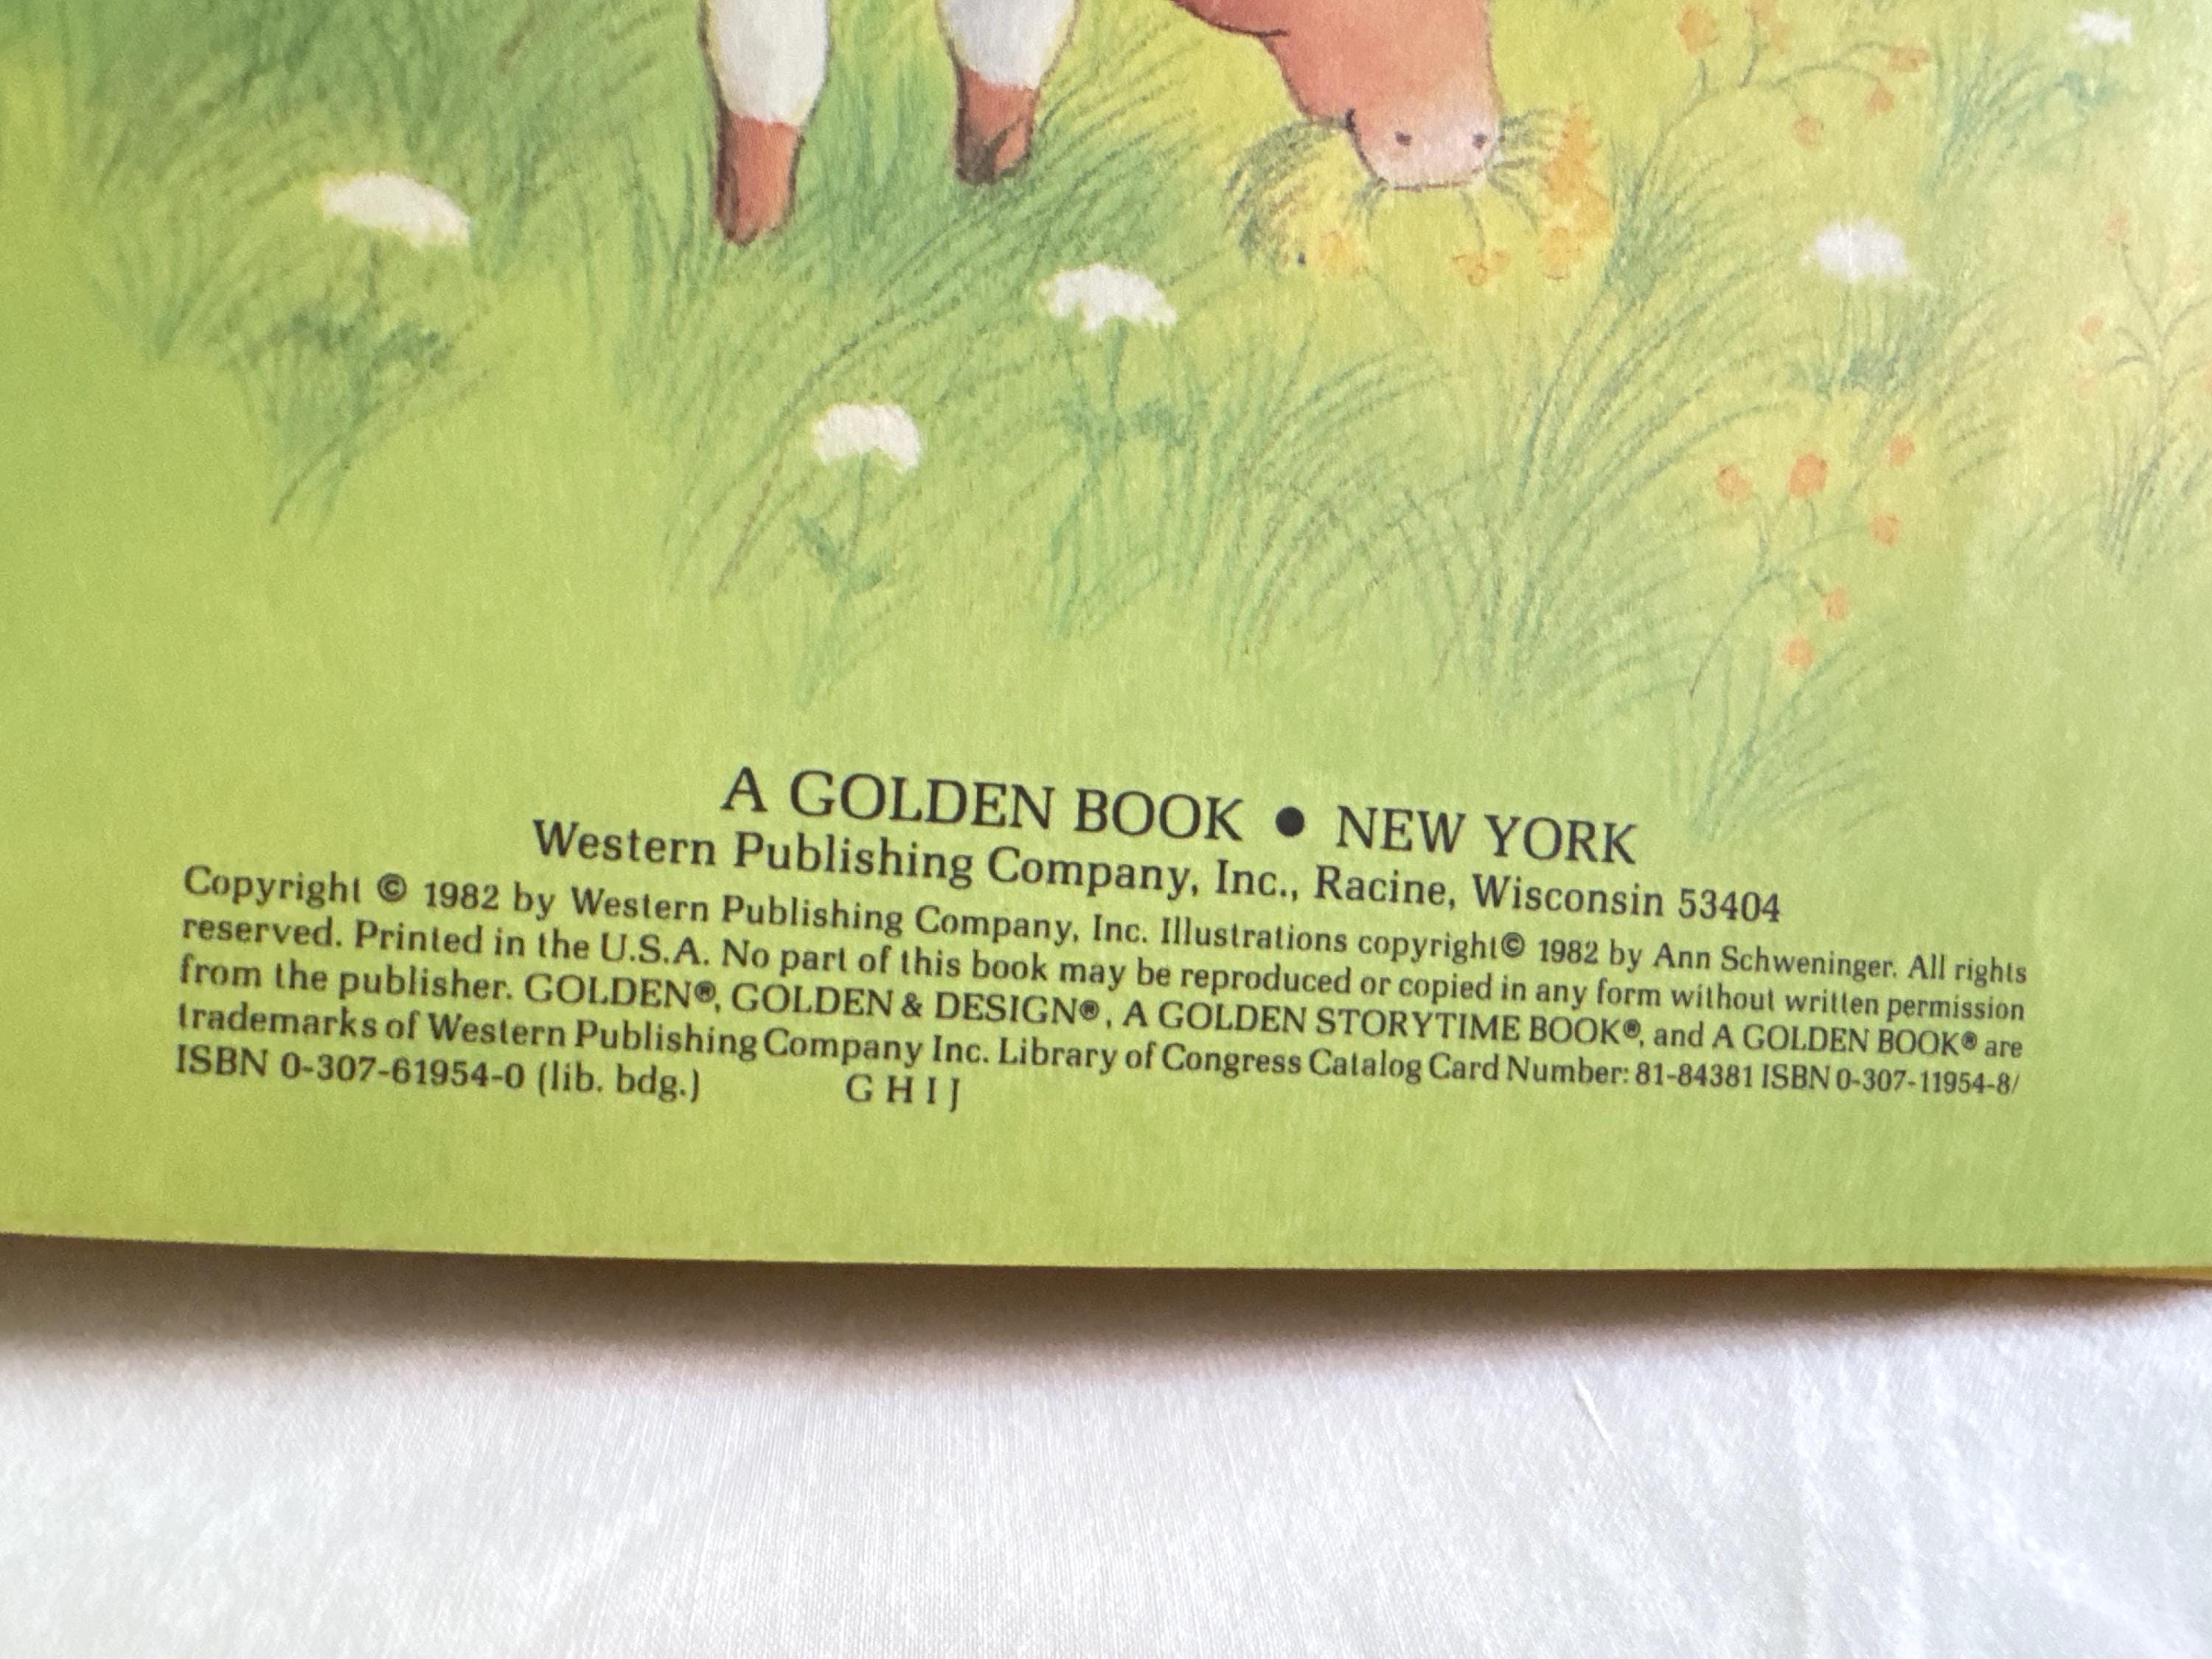 A GOLDEN BOOK ● NEW YORK
Western Publishing Company, Inc., Racine, Wisconsin 53404
Copyright © 1982 by Western Publishing Company, Inc. Illustrations copyright© 1982 by Ann Schweninger. All rights
reserved. Printed in the U.S.A. No part of this book may be reproduced or copied in any form without written permission
from the publisher. GOLDEN®, GOLDEN & DESIGN®, A GOLDEN STORYTIME BOOK®, and A GOLDEN BOOK® are
trademarks of Western Publishing Company Inc. Library of Congress Catalog Card Number: 81-84381 ISBN 0-307-11954-8/
ISBN 0-307-61954-0 (lib. bdg.) G H I J